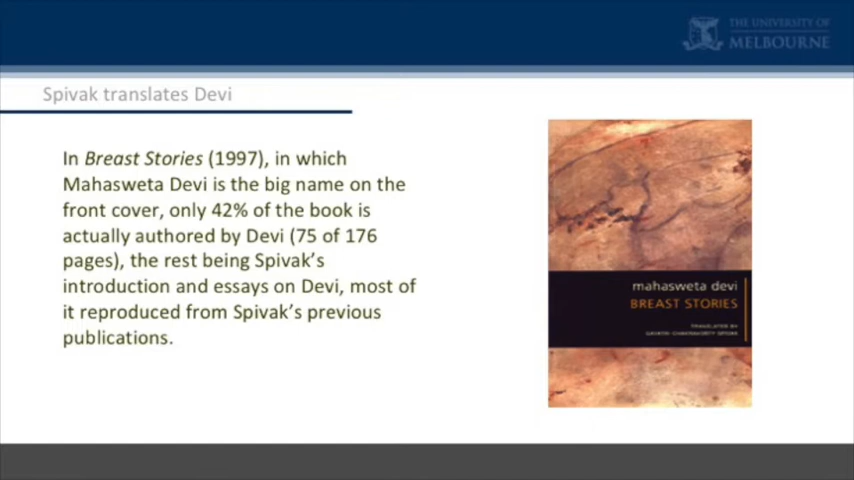 THE UNIVERSITY OF
MELBOURNE
Spivak translates Devi
In Breast Stories (1997), in which
Mahasweta Devi is the big name on the
front cover, only 42% of the book is
actually authored by Devi (75 of 176
pages), the rest being Spivak’s
introduction and essays on Devi, most of
it reproduced from Spivak’s previous
publications.
mahasweta devi
BREAST STORIES
TRANSLATED BY
GAYATRI CHAKRAVORTY SPIVAK